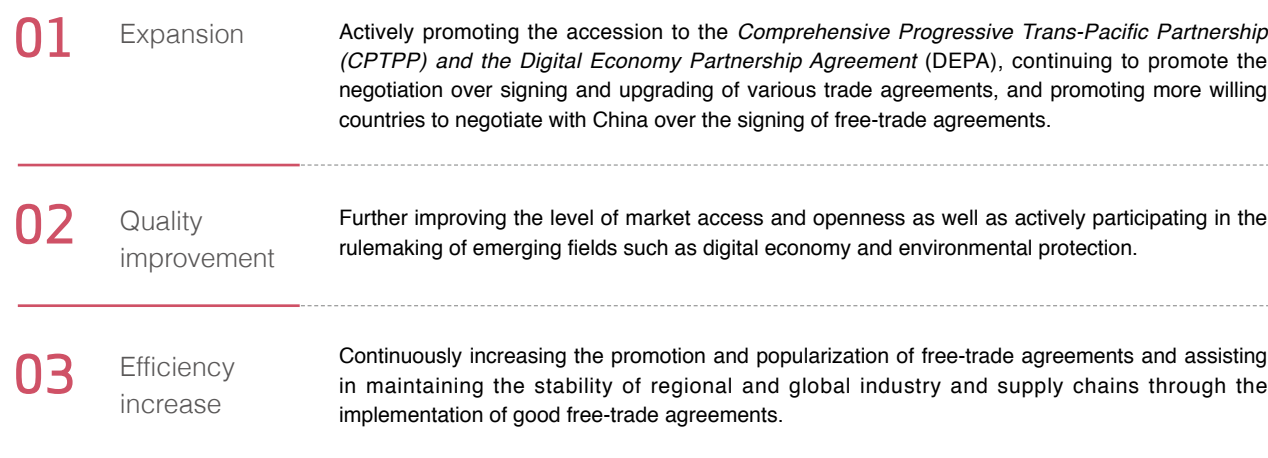 01
Expansion
Actively promoting the accession to the Comprehensive Progressive Trans-Pacific Partnership
(CPTPP) and the Digital Economy Partnership Agreement (DEPA), continuing to promote the
negotiation over signing and upgrading of various trade agreements, and promoting more willing
countries to negotiate with China over the signing of free-trade agreements.
02
Quality
improvement
Further improving the level of market access and openness as well as actively participating in the
rulemaking of emerging fields such as digital economy and environmental protection.
03
Efficiency
increase
Continuously increasing the promotion and popularization of free-trade agreements and assisting
in maintaining the stability of regional and global industry and supply chains through the
implementation of good free-trade agreements.